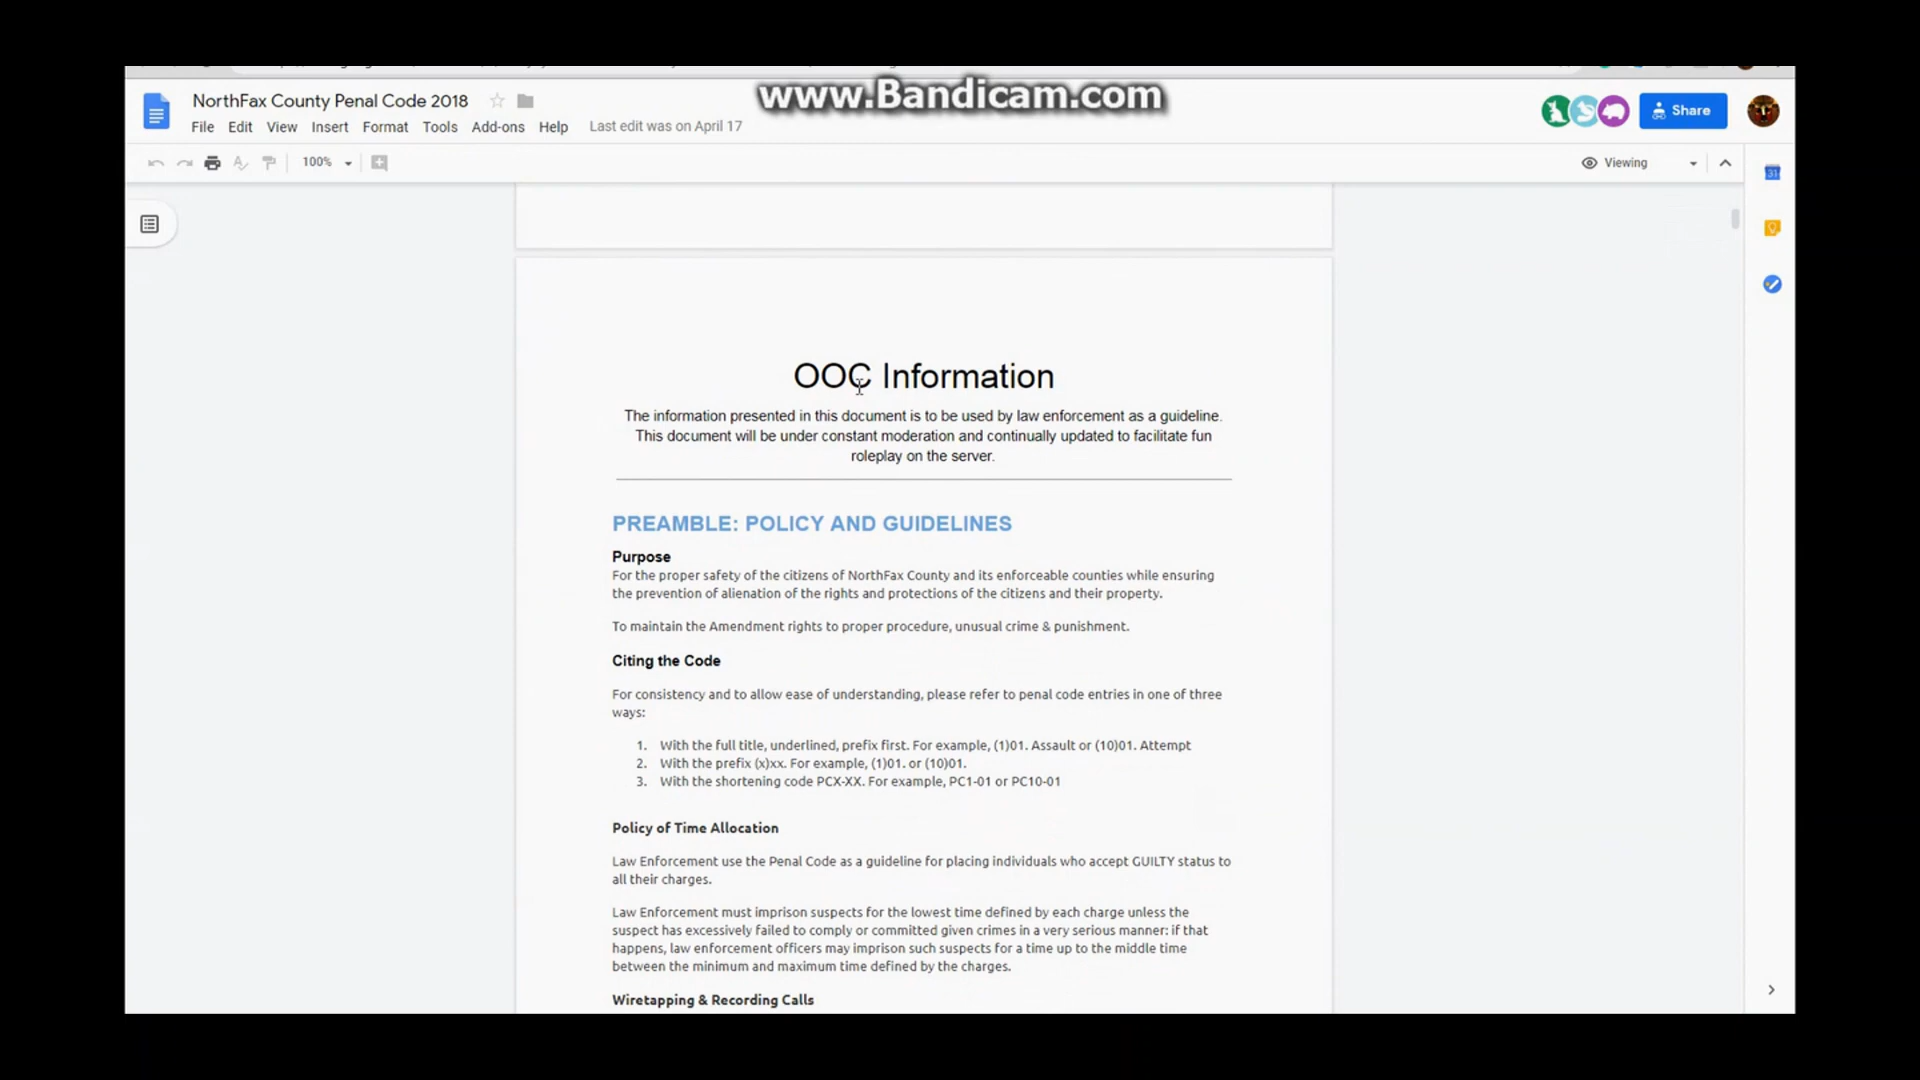 www.Bandicam.com
NorthFax County Penal Code 2018
File Edit View Insert Format Tools Add-ons Help Last edit was on April 17
Share
100%
Viewing
31
OOC Information
The information presented in this document is to be used by law enforcement as a guideline.
This document will be under constant moderation and continually updated to facilitate fun
roleplay on the server.
PREAMBLE: POLICY AND GUIDELINES
Purpose
For the proper safety of the citizens of NorthFax County and its enforceable counties while ensuring
the prevention of alienation of the rights and protections of the citizens and their property.
To maintain the Amendment rights to proper procedure, unusual crime & punishment.
Citing the Code
For consistency and to allow ease of understanding, please refer to penal code entries in one of three
ways:
1. With the full title, underlined, prefix first. For example, (1)01. Assault or (10)01. Attempt
2. With the prefix (x)xx. For example, (1)01. or (10)01.
3. With the shortening code PCX-XX. For example, PC1-01 or PC10-01
Policy of Time Allocation
Law Enforcement use the Penal Code as a guideline for placing individuals who accept GUILTY status to
all their charges.
Law Enforcement must imprison suspects for the lowest time defined by each charge unless the
suspect has excessively failed to comply or committed given crimes in a very serious manner: if that
happens, law enforcement officers may imprison such suspects for a time up to the middle time
between the minimum and maximum time defined by the charges.
Wiretapping & Recording Calls